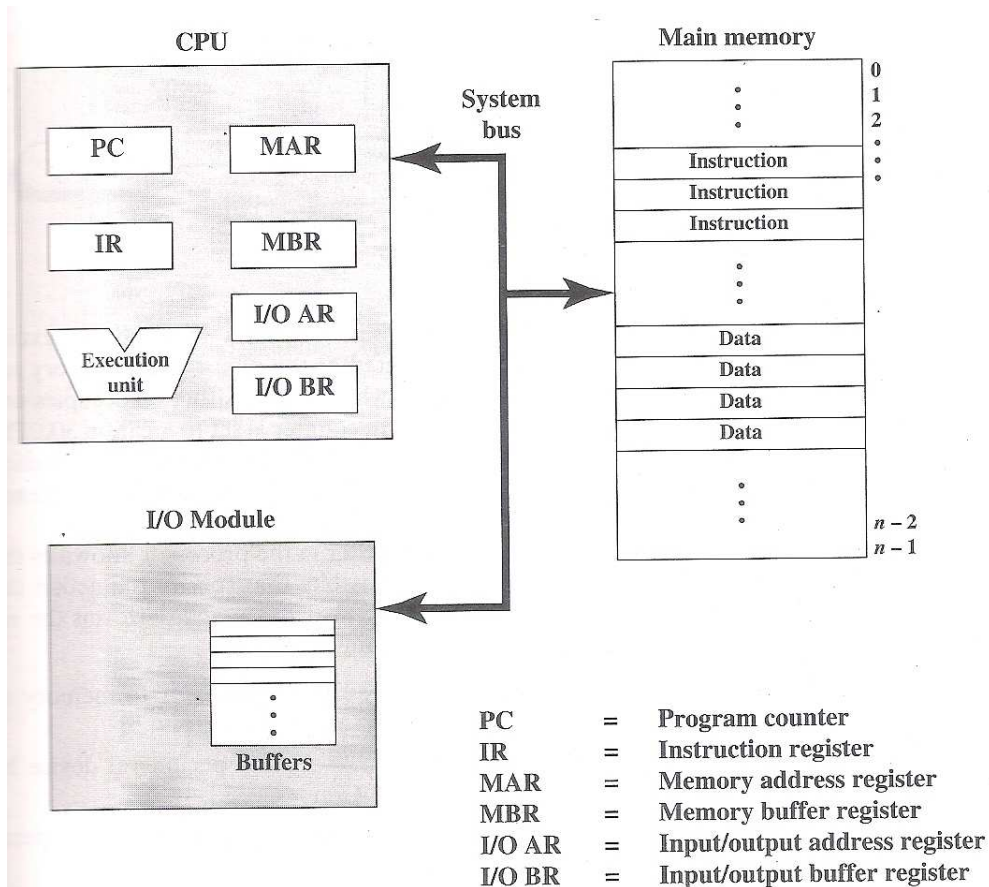 CPU
PC
MAR
IR
MBR
I/O AR
Execution
unit
I/O BR
System
bus
Main memory
0
1
2
Instruction
Instruction
Instruction
Data
Data
Data
Data
n – 2
n – 1
I/O Module
Buffers
PC = Program counter
IR = Instruction register
MAR = Memory address register
MBR = Memory buffer register
I/O AR = Input/output address register
I/O BR = Input/output buffer register